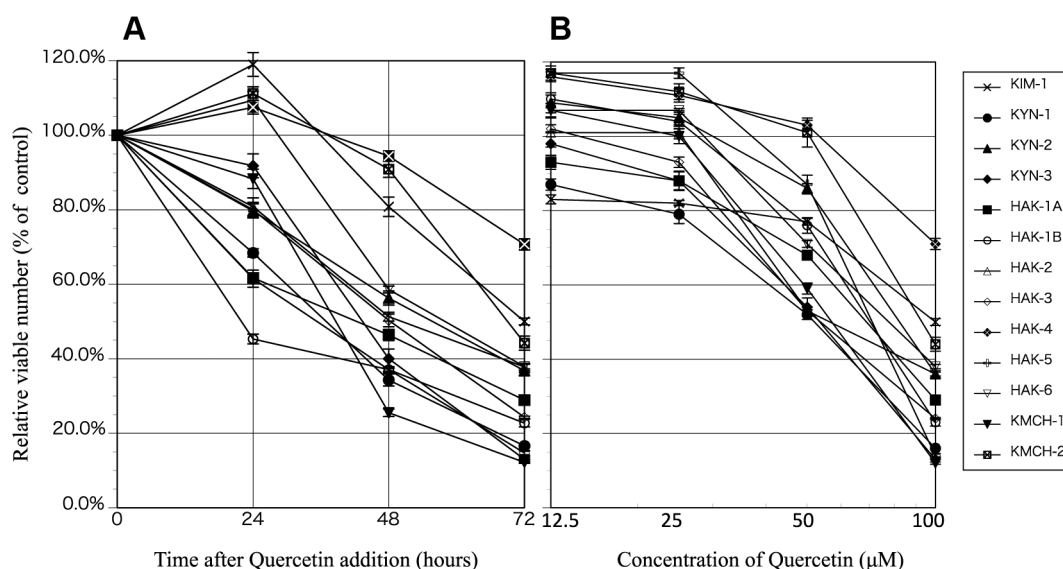 A
B
Relative viable number (% of control)
120.0%
100.0%
80.0%
60.0%
40.0%
20.0%
0.0%
0
24
48
72
12.5
25
50
100
Time after Quercetin addition (hours)
Concentration of Quercetin (μM)
KIM-1
KYN-1
KYN-2
KYN-3
HAK-1A
HAK-1B
HAK-2
HAK-3
HAK-4
HAK-5
HAK-6
KMCH-1
KMCH-2